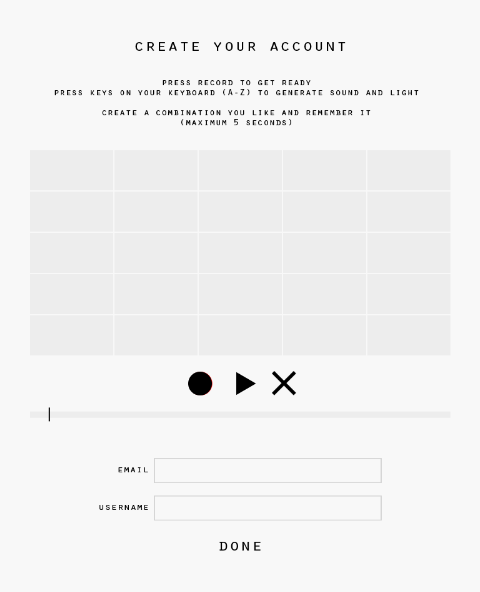 CREATE YOUR ACCOUNT
PRESS RECORD TO GET READY
PRESS KEYS ON YOUR KEYBOARD (A-Z) TO GENERATE SOUND AND LIGHT
CREATE A COMBINATION YOU LIKE AND REMEMBER IT
(MAXIMUM 5 SECONDS)
EMAIL
USERNAME
DONE